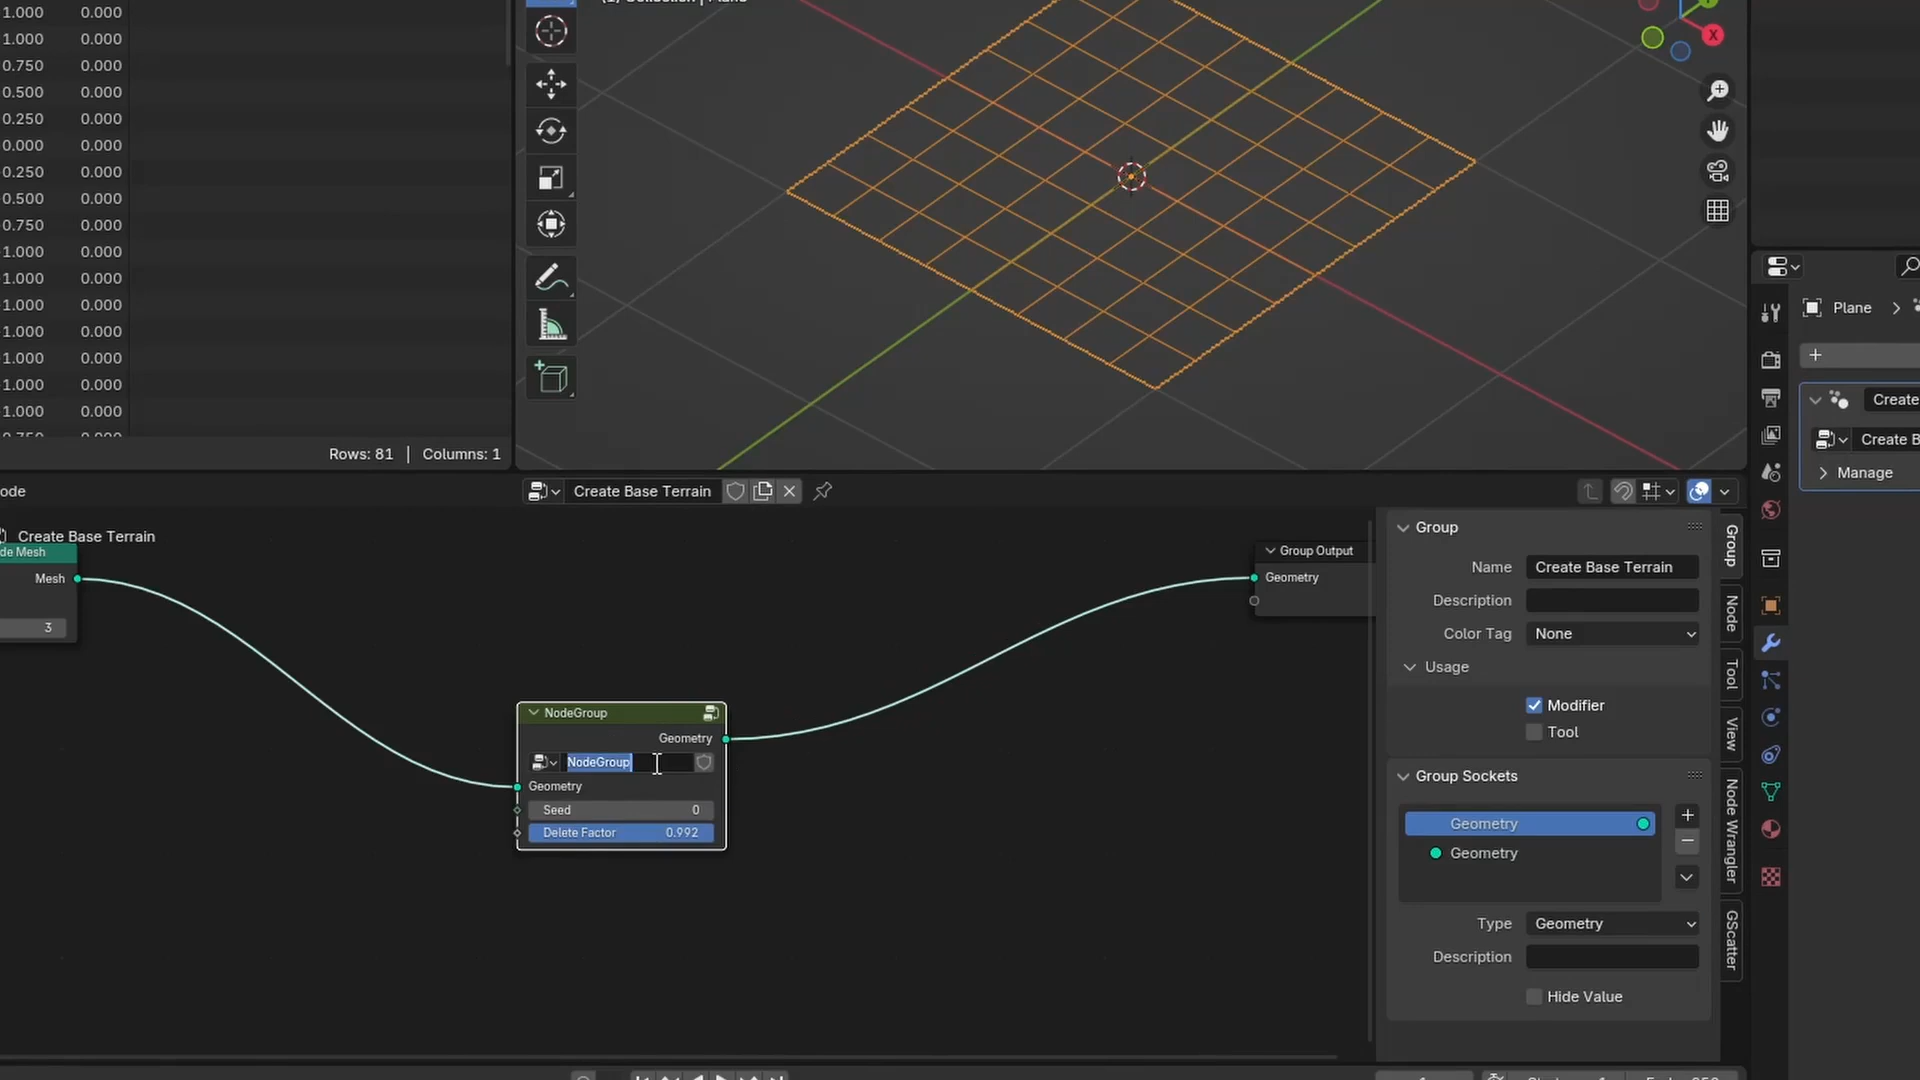 1.000 0.000
1.000 0.000
0.750 0.000
0.500 0.000
0.250 0.000
0.000 0.000
0.250 0.000
0.500 0.000
0.750 0.000
1.000 0.000
1.000 0.000
1.000 0.000
1.000 0.000
1.000 0.000
1.000 0.000
1.000 0.000
0.750 0.000
Rows: 81 | Columns: 1
X
Plane
Create
Create B
Manage
ode
Create Base Terrain
Create Base Terrain
de Mesh
Mesh
3
NodeGroup
Geometry
NodeGroup
Geometry
Seed 0
Delete Factor 0.992
Group Output
Geometry
Group
Name Create Base Terrain
Description
Color Tag None
Usage
Modifier
Tool
Group Sockets
Geometry
Geometry
Type Geometry
Description
Hide Value
Group
Node
Tool
View
Node Wrangler
GScatter